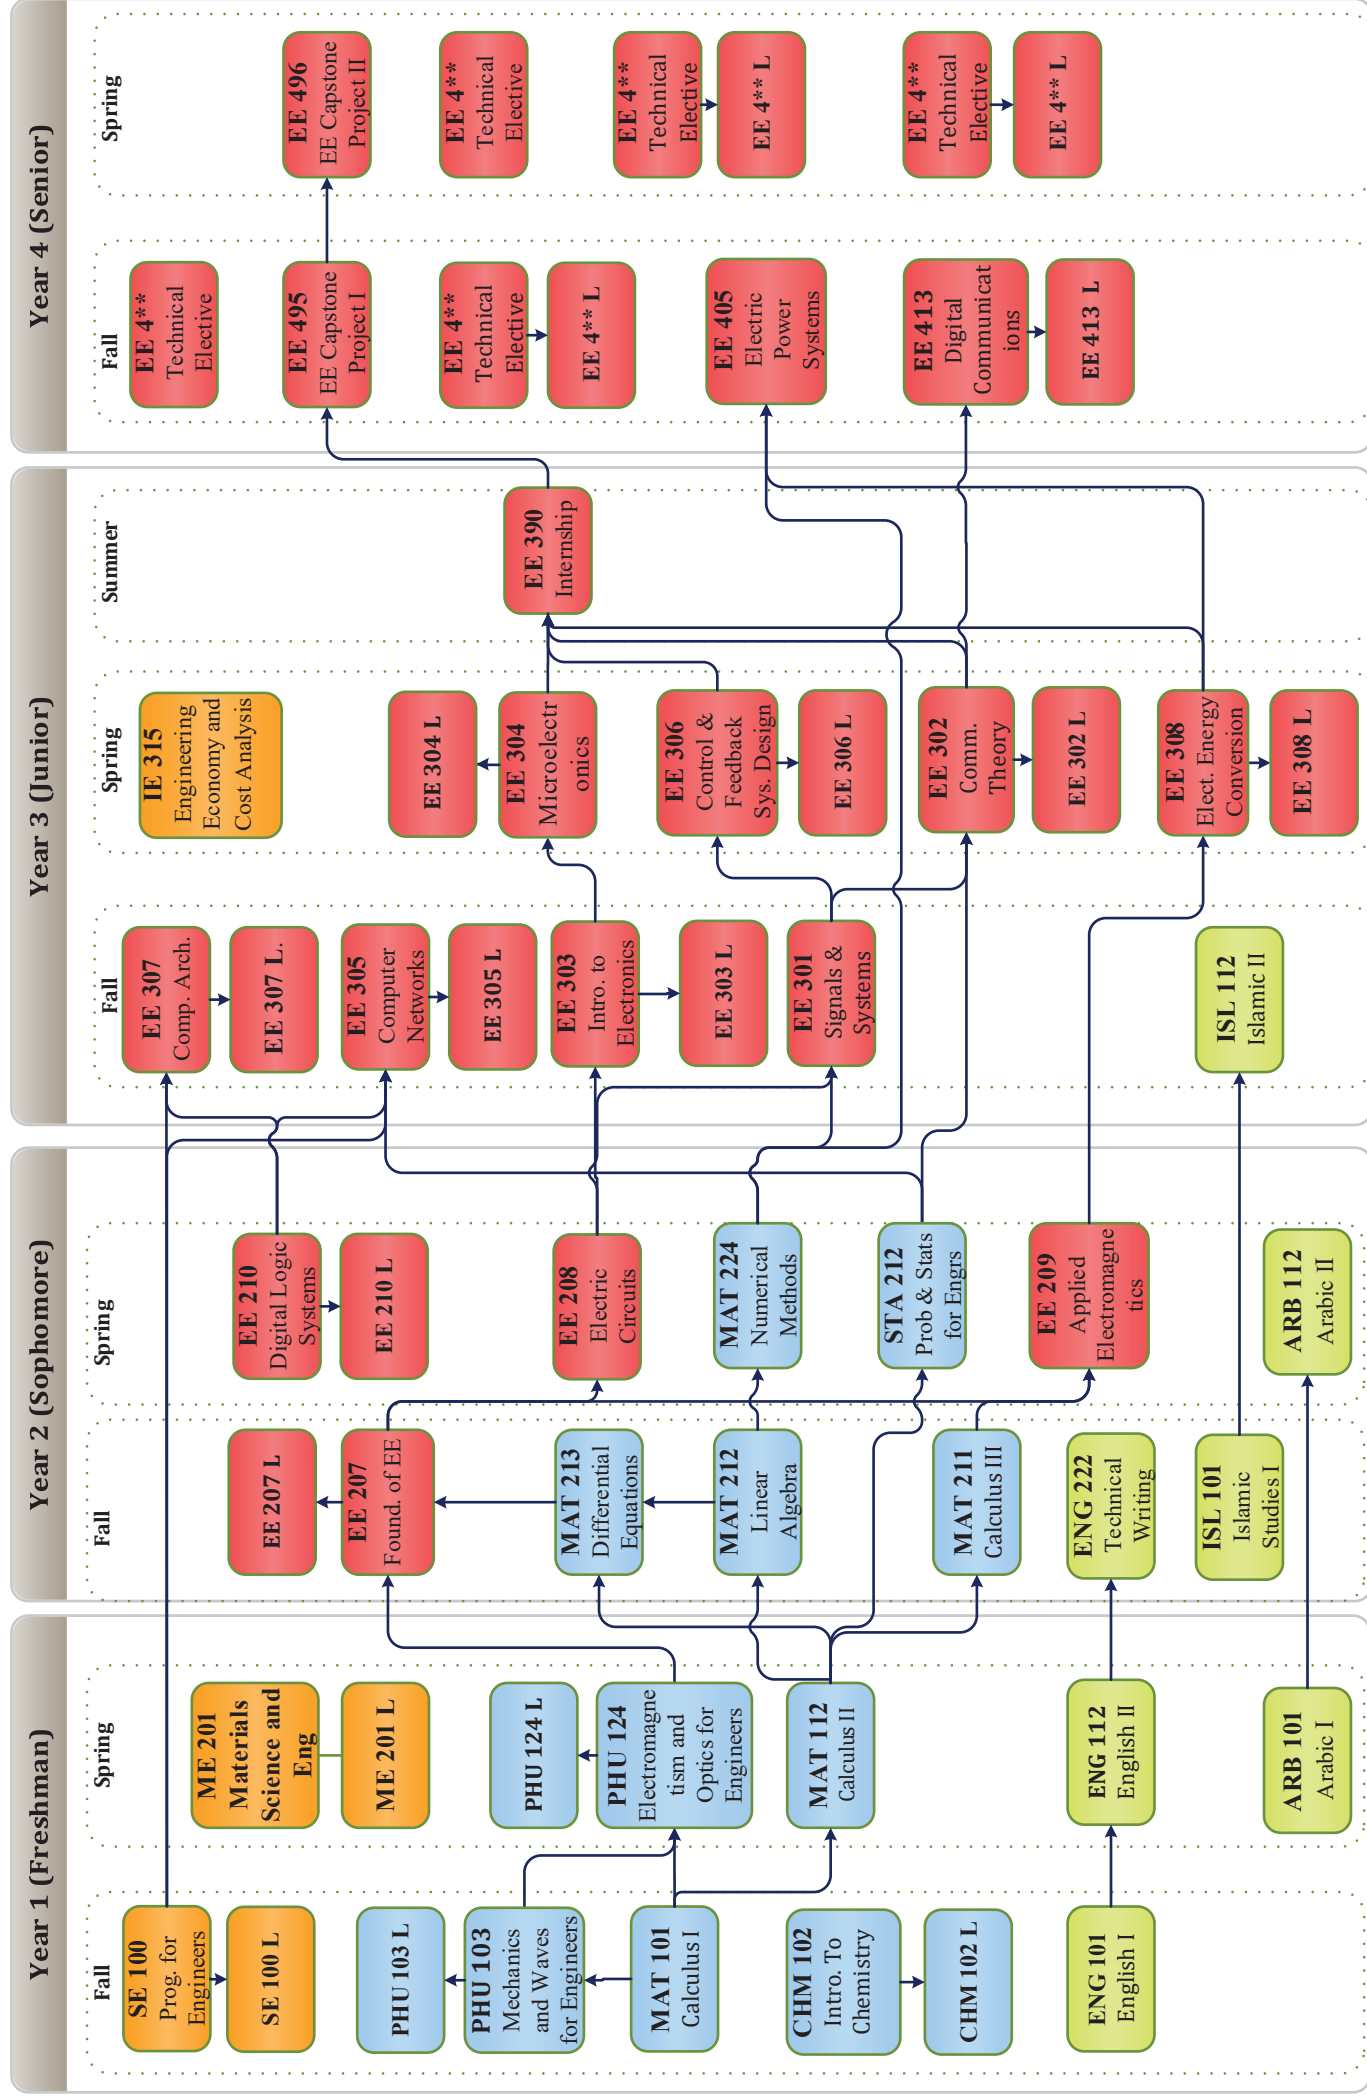 Year 1 (Freshman)
Fall
SE 100
Prog. for
Engineers
SE 100 L
PHU 103 L
PHU 103
Mechanics
and Waves
for Engineers
MAT 101
Calculus I
CHM 102
Intro. To
Chemistry
CHM 102 L
ENG 101
English I
Spring
ME 201
Materials
Science and
Eng
ME 201 L
PHU 124 L
PHU 124
Electromagne
tism and
Optics for
Engineers
MAT 112
Calculus II
ENG 112
English II
ARB 101
Arabic I
Year 2 (Sophomore)
Fall
EE 207 L
EE 207
Found. of EE
MAT 213
Differential
Equations
MAT 212
Linear
Algebra
MAT 211
Calculus III
ENG 222
Technical
Writing
ISL 101
Islamic
Studies I
Spring
EE 210
Digital Logic
Systems
EE 210 L
EE 208
Electric
Circuits
MAT 224
Numerical
Methods
STA 212
Prob & Stats
for Engrs
EE 209
Applied
Electromagne
tics
ARB 112
Arabic II
Year 3 (Junior)
Fall
EE 307
Comp. Arch.
EE 307 L.
EE 305
Computer
Networks
EE 305 L
EE 303
Intro. to
Electronics
EE 303 L
EE 301
Signals &
Systems
ISL 112
Islamic II
Spring
IE 315
Engineering
Economy and
Cost Analysis
EE 304 L
EE 304
Microelectr
onics
EE 306
Control &
Feedback
Sys. Design
EE 306 L
EE 302
Comm.
Theory
EE 302 L
EE 308
Elect. Energy
Conversion
EE 308 L
Summer
EE 390
Internship
Year 4 (Senior)
Fall
EE 4**
Technical
Elective
EE 495
EE Capstone
Project I
EE 4**
Technical
Elective
EE 4** L
EE 405
Electric
Power
Systems
EE 413
Digital
Communicat
ions
EE 413 L
Spring
EE 496
EE Capstone
Project II
EE 4**
Technical
Elective
EE 4**
Technical
Elective
EE 4** L
EE 4**
Technical
Elective
EE 4** L